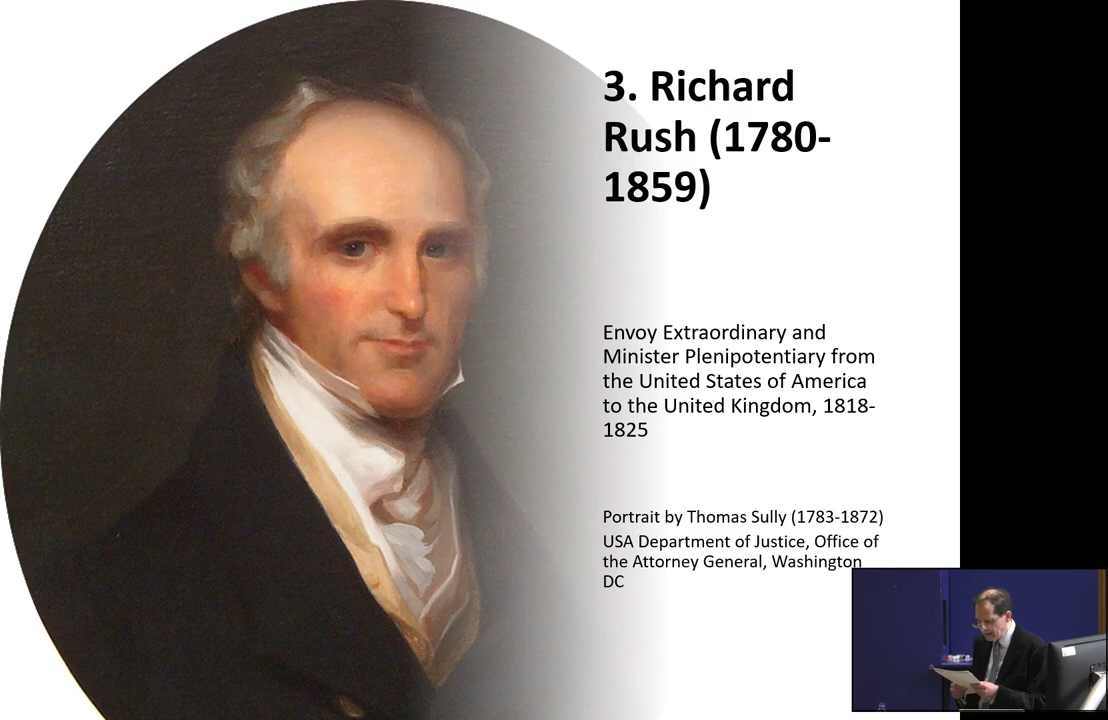 3. Richard
Rush (1780-
1859)
Envoy Extraordinary and
Minister Plenipotentiary from
the United States of America
to the United Kingdom, 1818-
1825
Portrait by Thomas Sully (1783-1872)
USA Department of Justice, Office of
the Attorney General, Washington
DC